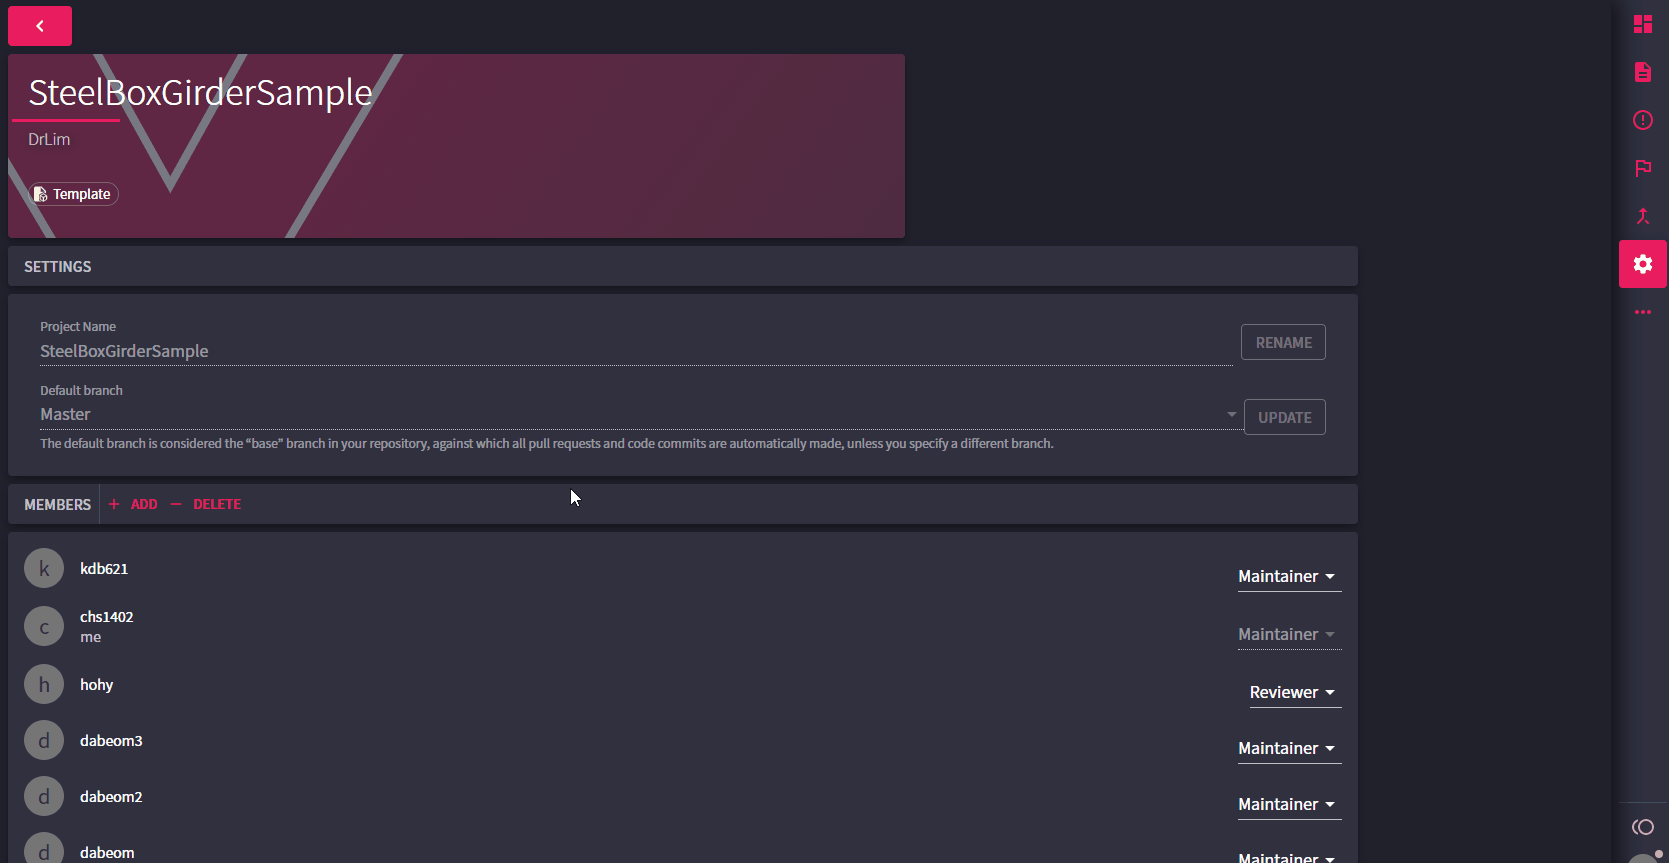 SteelBoxGirderSample
DrLim
Template
SETTINGS
Project Name
SteelBoxGirderSample
RENAME
Default branch
Master
UPDATE
The default branch is considered the “base” branch in your repository, against which all pull requests and code commits are automatically made, unless you specify a different branch.
MEMBERS + ADD − DELETE
k kdb621 Maintainer
c chs1402
me
Maintainer
h hohy Reviewer
d dabeom3 Maintainer
d dabeom2 Maintainer
d dabeom Maintainer